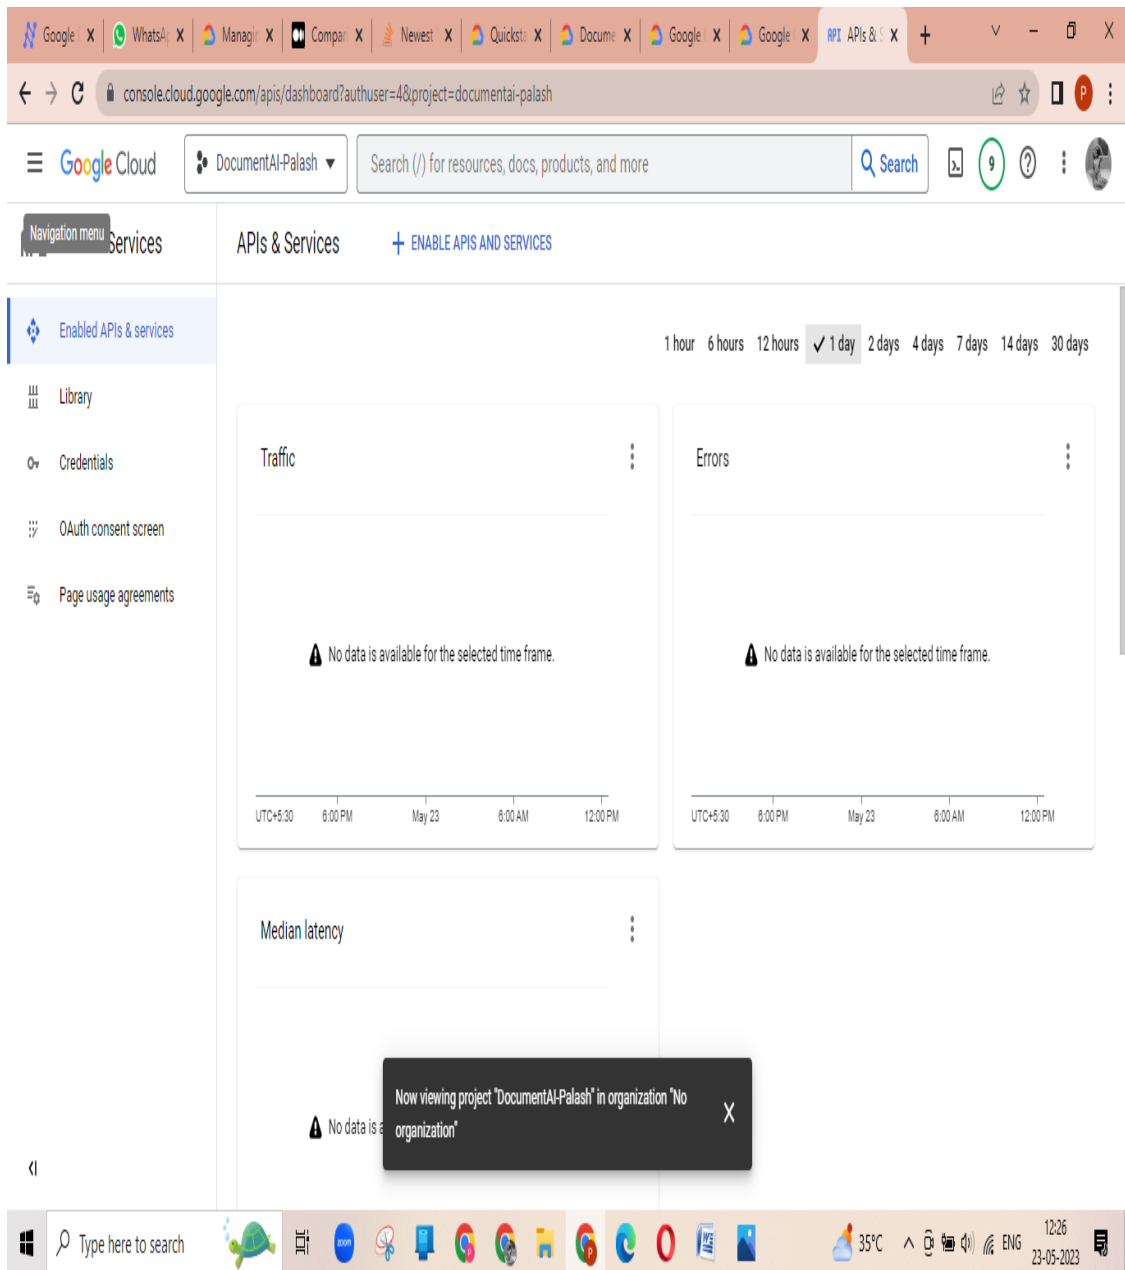 Google
WhatsA
Managin
Compar
Newest
Quicksta
Docume
Google
Google
API APIs & S
console.cloud.google.com/apis/dashboard?authuser=4&project=documentai-palash
P
Google Cloud
DocumentAI-Palash
Search (/) for resources, docs, products, and more
Search
9
Navigation menu
Services
APIs & Services
ENABLE APIS AND SERVICES
Enabled APIs & services
Library
Credentials
OAuth consent screen
Page usage agreements
1 hour 6 hours 12 hours 1 day 2 days 4 days 7 days 14 days 30 days
Traffic
No data is available for the selected time frame.
UTC+5:30 6:00 PM May 23 6:00 AM 12:00 PM
Errors
No data is available for the selected time frame.
UTC+5:30 6:00 PM May 23 6:00 AM 12:00 PM
Median latency
No data is a
Now viewing project "DocumentAI-Palash" in organization "No
organization"
Type here to search
zoom
35°C
ENG
12:26
23-05-2023